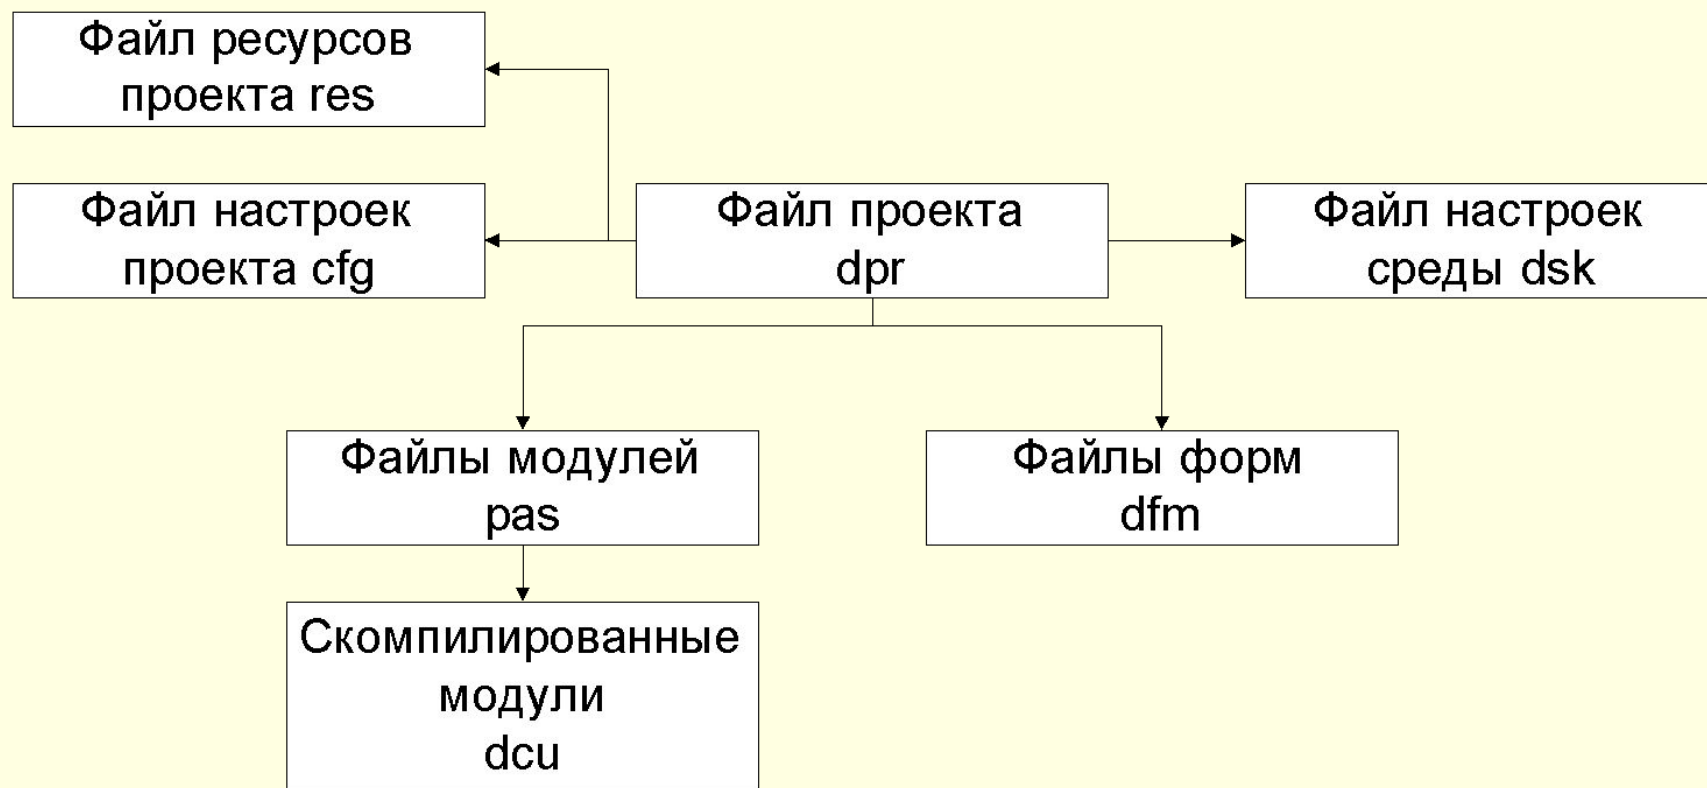 Файл ресурсов
проекта res
Файл настроек
проекта cfg
Файл проекта
dpr
Файл настроек
среды dsk
Файлы модулей
pas
Файлы форм
dfm
Скомпилированные
модули
dcu